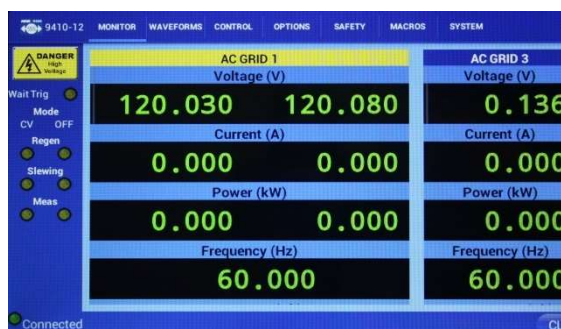 9410-12 MONITOR WAVEFORMS CONTROL OPTIONS SAFETY MACROS SYSTEM
DANGER
High
Voltage
Wait Trig
Mode
CV OFF
Regen
Slewing
Meas
Connected
AC GRID 1
Voltage (V)
120.030 120.080
Current (A)
0.000 0.000
Power (kW)
0.000 0.000
Frequency (Hz)
60.000
AC GRID 3
Voltage (V)
0.136
Current (A)
0.000
Power (kW)
0.000
Frequency (Hz)
60.000